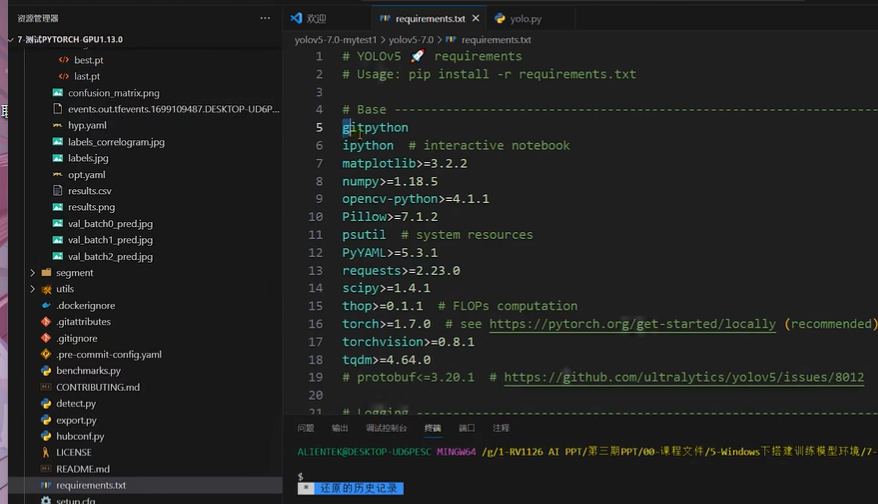 资源管理器
7-测试PYTORCH-GPU1.13.0
best.pt
last.pt
confusion_matrix.png
events.out.tfevents.1699109487.DESKTOP-UD6P...
hyp.yaml
labels_correlogram.jpg
labels.jpg
opt.yaml
results.csv
results.png
val_batch0_pred.jpg
val_batch1_pred.jpg
val_batch2_pred.jpg
segment
utils
.dockerignore
.gitattributes
.gitignore
.pre-commit-config.yaml
benchmarks.py
CONTRIBUTING.md
detect.py
export.py
hubconf.py
LICENSE
README.md
requirements.txt
setup.cfg
欢迎
requirements.txt
yolo.py
yolov5-7.0-mytest1 > yolov5-7.0 > requirements.txt
1 # YOLOv5 🚀 requirements
2 # Usage: pip install -r requirements.txt
3
4 # Base ------------------------------------------------------------------------
5 gitpython
6 ipython  # interactive notebook
7 matplotlib>=3.2.2
8 numpy>=1.18.5
9 opencv-python>=4.1.1
10 Pillow>=7.1.2
11 psutil  # system resources
12 PyYAML>=5.3.1
13 requests>=2.23.0
14 scipy>=1.4.1
15 thop>=0.1.1  # FLOPs computation
16 torch>=1.7.0  # see https://pytorch.org/get-started/locally (recommended)
17 torchvision>=0.8.1
18 tqdm>=4.64.0
19 # protobuf<=3.20.1  # https://github.com/ultralytics/yolov5/issues/8012
20
21 # Logging ---------------------------------------------------------------------
问题 输出 调试控制台 终端 端口 注释
ALIENTEK@DESKTOP-UD6PESC MINGW64 /g/1-RV1126 AI PPT/第三期PPT/00-课程文件/5-Windows下搭建训练模型环境/7-
$
* 还原的历史记录